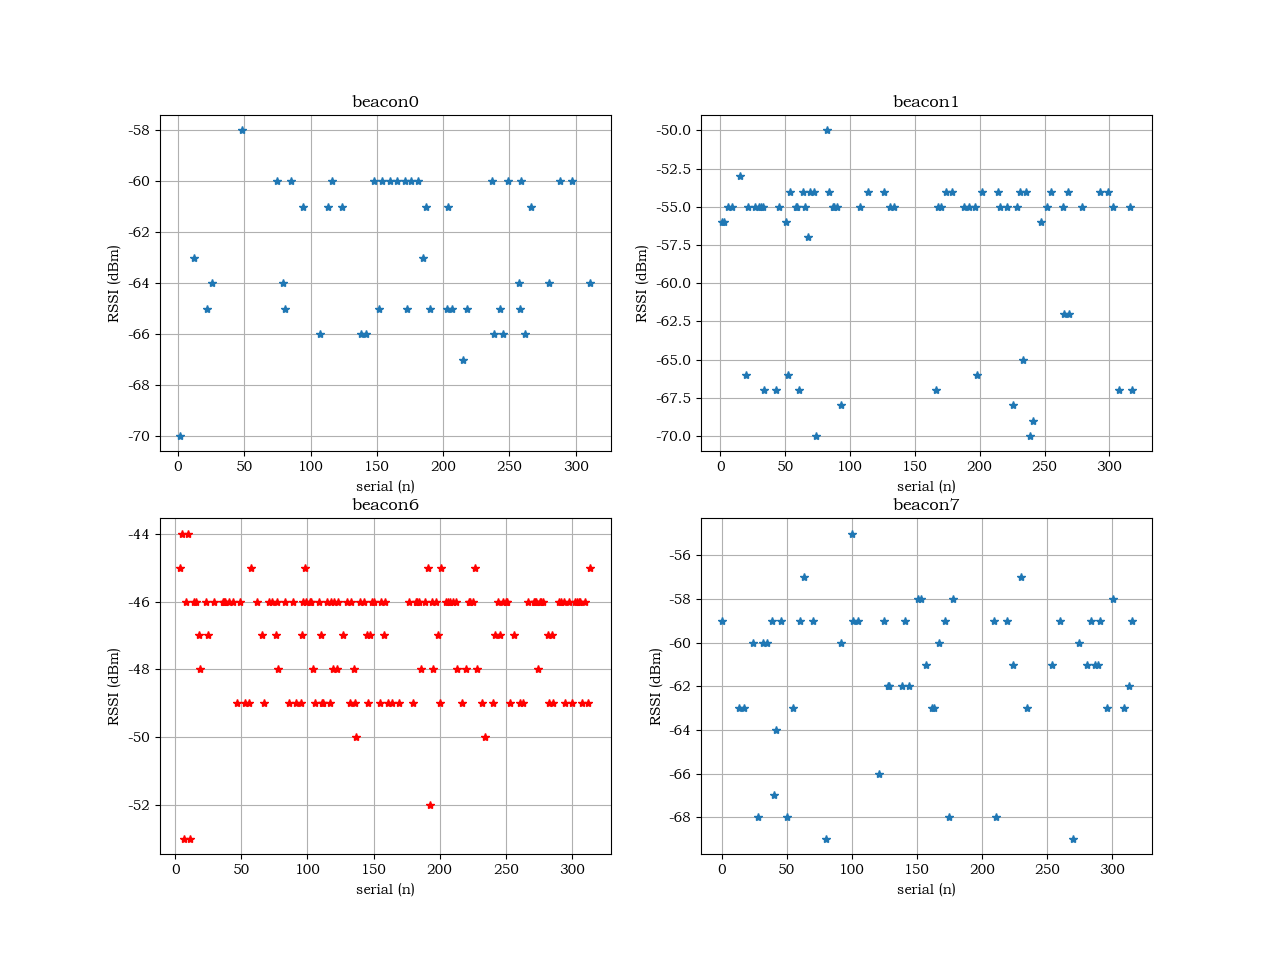 beacon0
-58
-60
-62
-64
-66
-68
-70
RSSI (dBm)
0 50 100 150 200 250 300
serial (n)
beacon1
-50.0
-52.5
-55.0
-57.5
-60.0
-62.5
-65.0
-67.5
-70.0
RSSI (dBm)
0 50 100 150 200 250 300
serial (n)
beacon6
-44
-46
-48
-50
-52
RSSI (dBm)
0 50 100 150 200 250 300
serial (n)
beacon7
-56
-58
-60
-62
-64
-66
-68
RSSI (dBm)
0 50 100 150 200 250 300
serial (n)